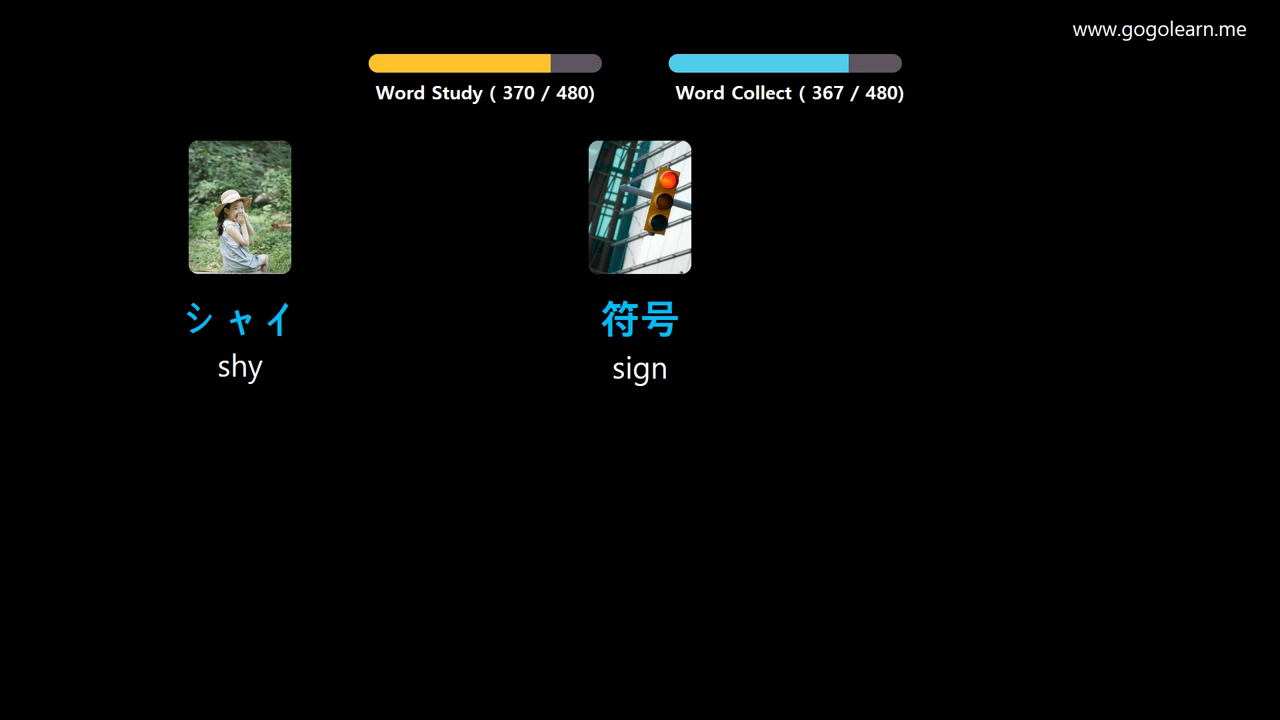 www.gogolearn.me
Word Study ( 370 / 480)
Word Collect ( 367 / 480)
シャイ
shy
符号
sign